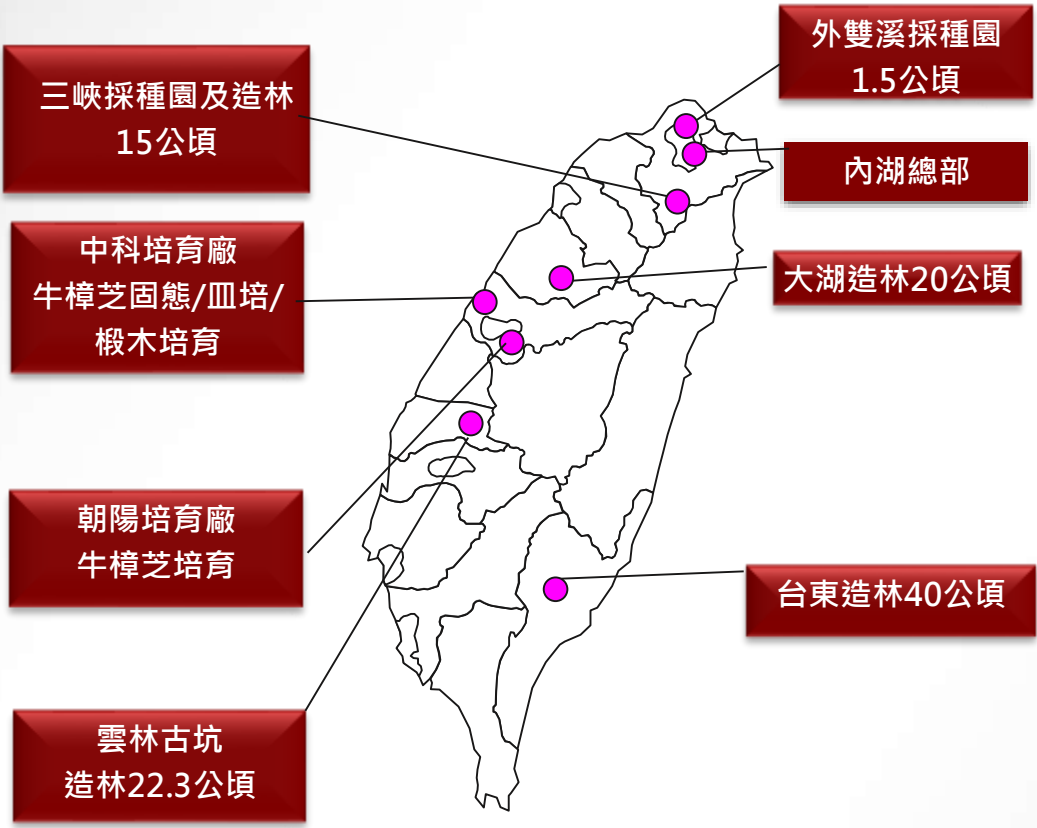 外雙溪採種園
1.5公頃
三峽採種園及造林
15公頃
內湖總部
中科培育廠
牛樟芝固態/皿培/
椴木培育
大湖造林20公頃
朝陽培育廠
牛樟芝培育
台東造林40公頃
雲林古坑
造林22.3公頃